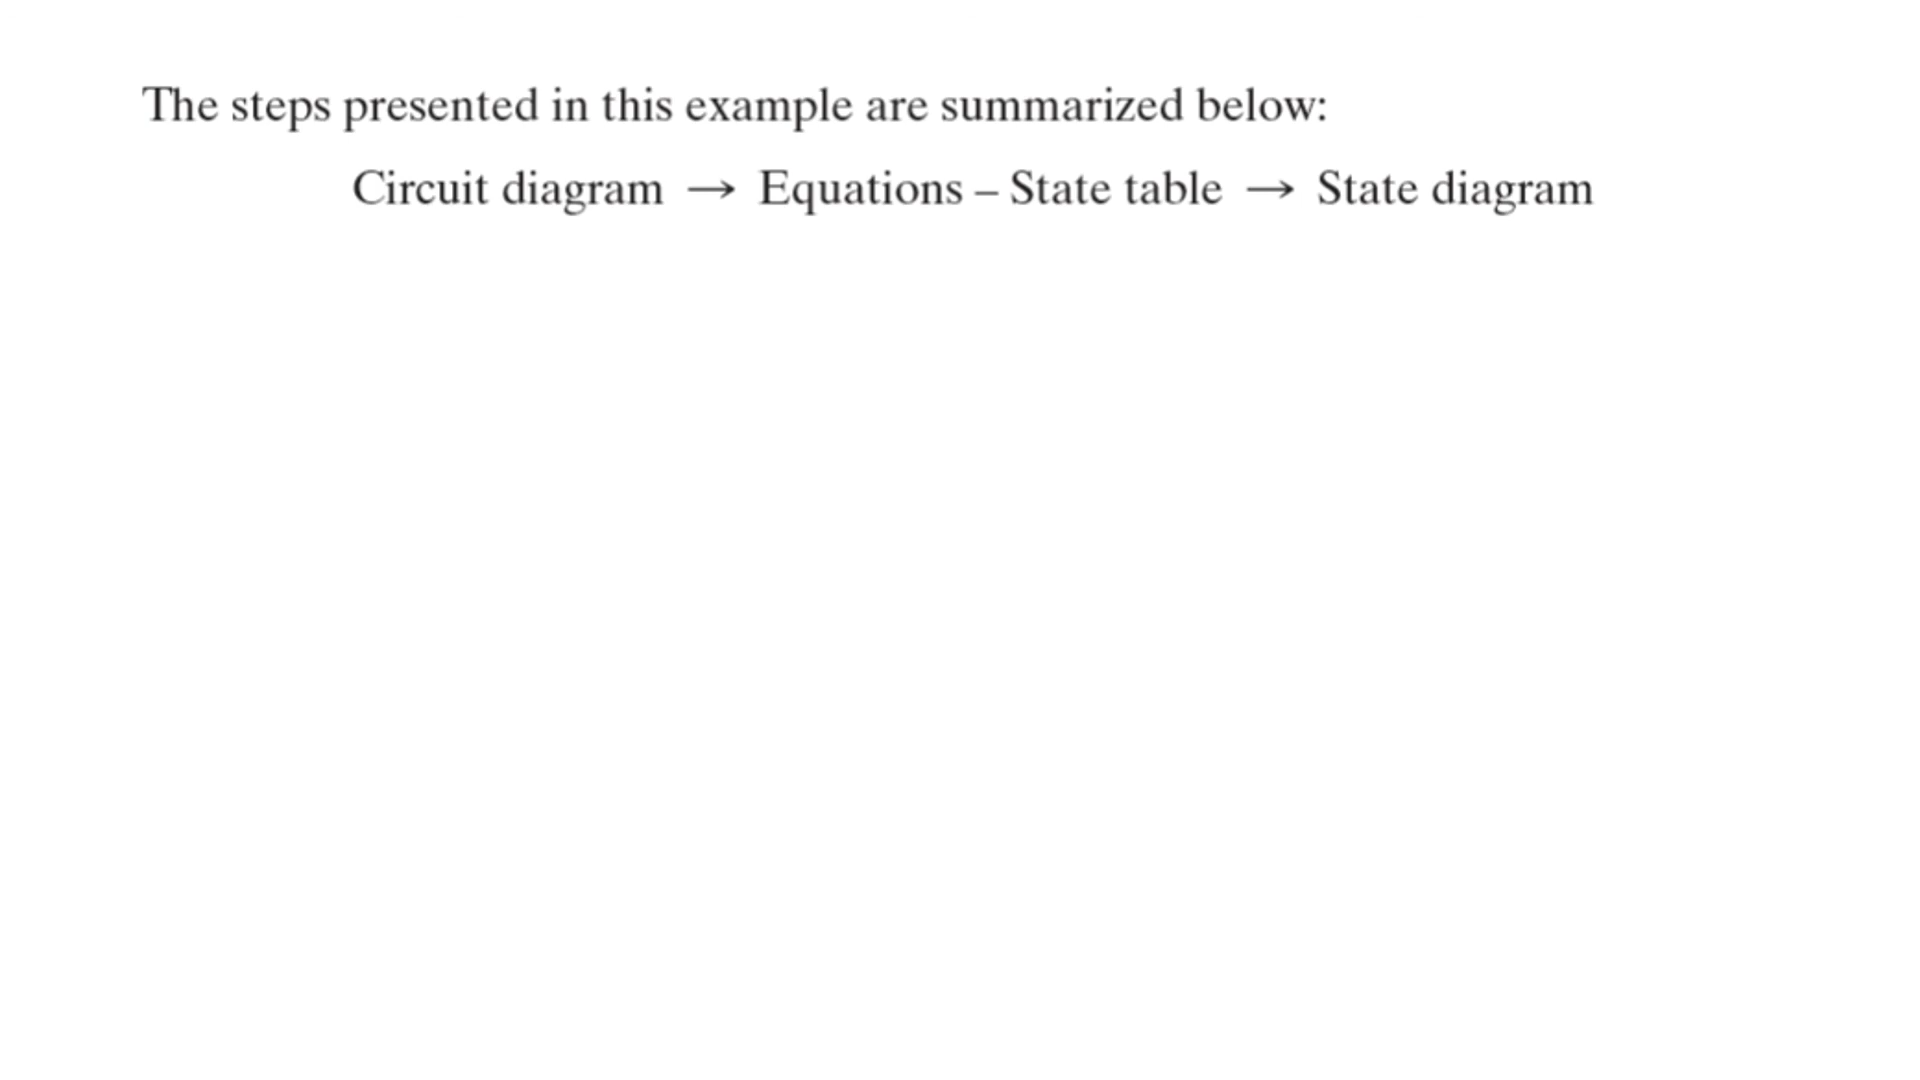 The steps presented in this example are summarized below:
Circuit diagram → Equations – State table → State diagram